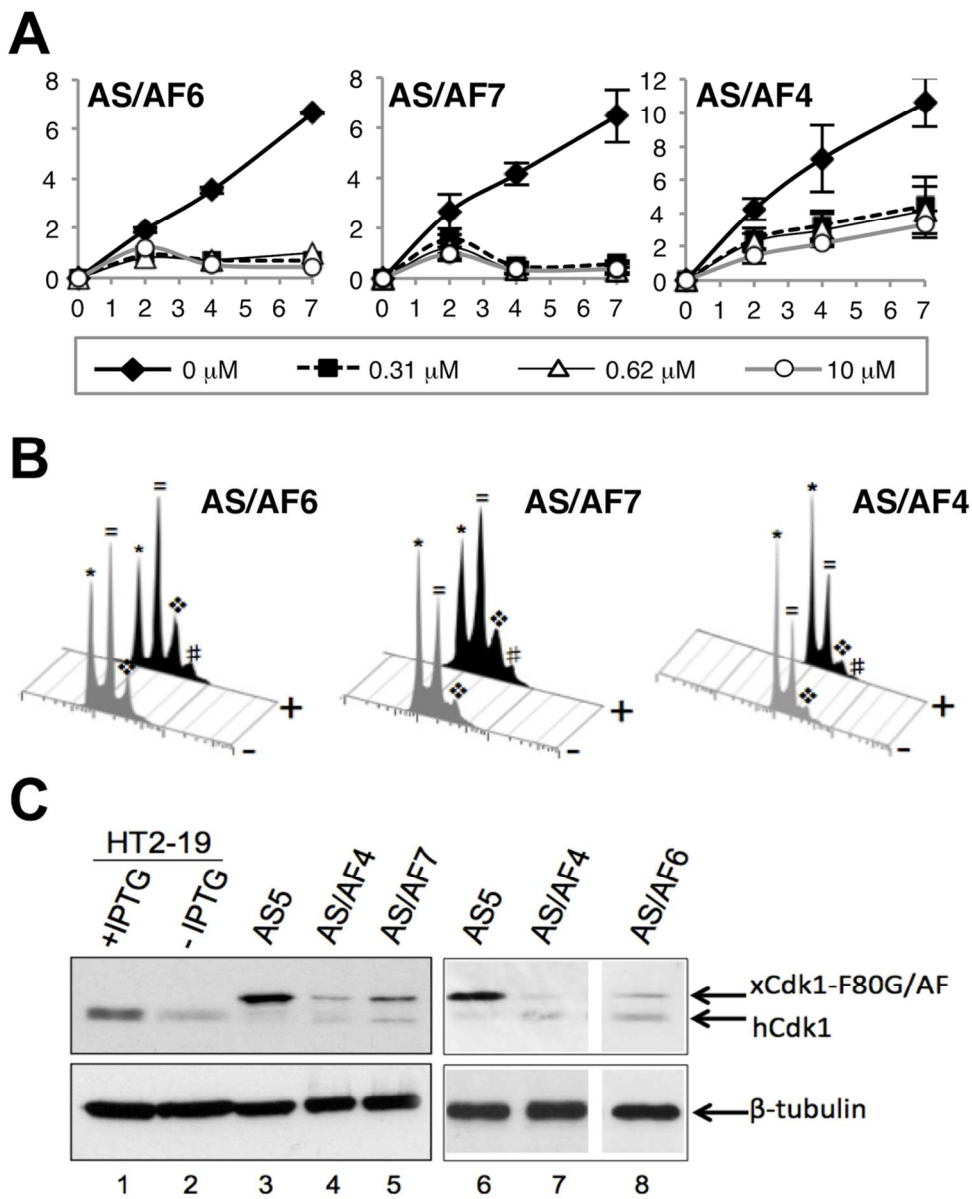 A
AS/AF6 AS/AF7 AS/AF4
8 8 12
10
6 6 8
4 4 6
4
2 2 2
0 0 0
0 1 2 3 4 5 6 7 0 1 2 4 3 4 5 6 7 0 1 2 3 4 5 6 7
0 μM 0.31 μM 0.62 μM 10 μM
B
AS/AF6 AS/AF7 AS/AF4
* = * = ❖ # ❖ + -
* = * = ❖ # ❖ + -
* = * = ❖ # ❖ + -
C
HT2-19
+IPTG - IPTG AS5 AS/AF4 AS/AF7 AS5 AS/AF4 AS/AF6
xCdk1-F80G/AF
hCdk1
β-tubulin
1 2 3 4 5 6 7 8